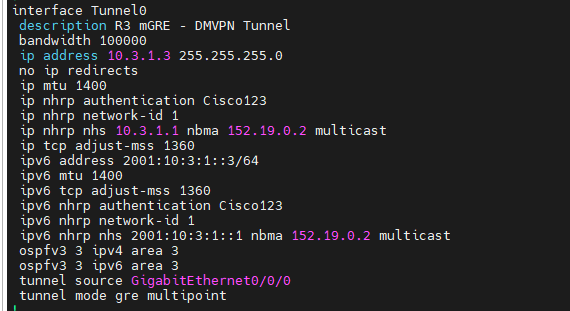 interface Tunnel0
description R3 mGRE - DMVPN Tunnel
bandwidth 100000
ip address 10.3.1.3 255.255.255.0
no ip redirects
ip mtu 1400
ip nhrp authentication Cisco123
ip nhrp network-id 1
ip nhrp nhs 10.3.1.1 nbma 152.19.0.2 multicast
ip tcp adjust-mss 1360
ipv6 address 2001:10:3:1::3/64
ipv6 mtu 1400
ipv6 tcp adjust-mss 1360
ipv6 nhrp authentication Cisco123
ipv6 nhrp network-id 1
ipv6 nhrp nhs 2001:10:3:1::1 nbma 152.19.0.2 multicast
ospfv3 3 ipv4 area 3
ospfv3 3 ipv6 area 3
tunnel source GigabitEthernet0/0/0
tunnel mode gre multipoint